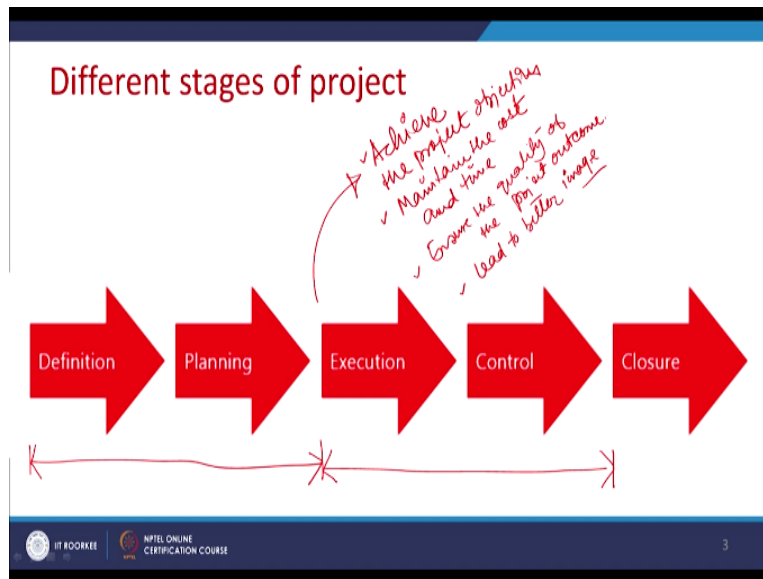 Different stages of project
Achieve
the project objectives
Maintain the cost
and time
Ensure the quality of
the project outcome.
lead to better image
Definition
Planning
Execution
Control
Closure
IIT ROORKEE
NPTEL ONLINE
CERTIFICATION COURSE
3